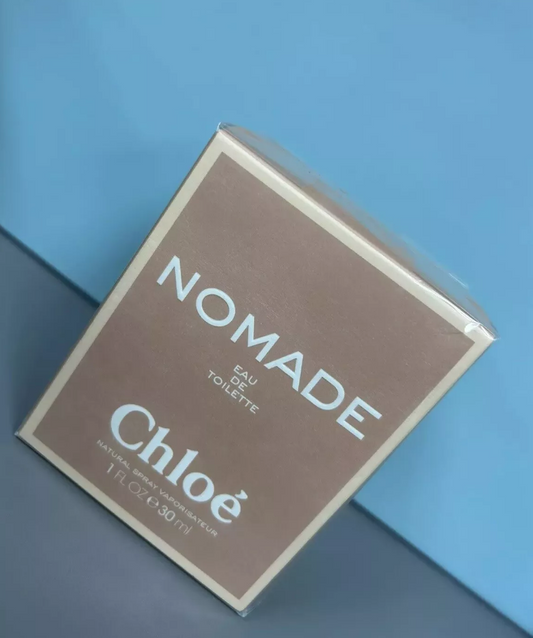 NOMADE
EAU
DE
TOILETTE
Chloé
NATURAL SPRAY VAPORISATEUR
1 FL OZ ℮ 30 ml